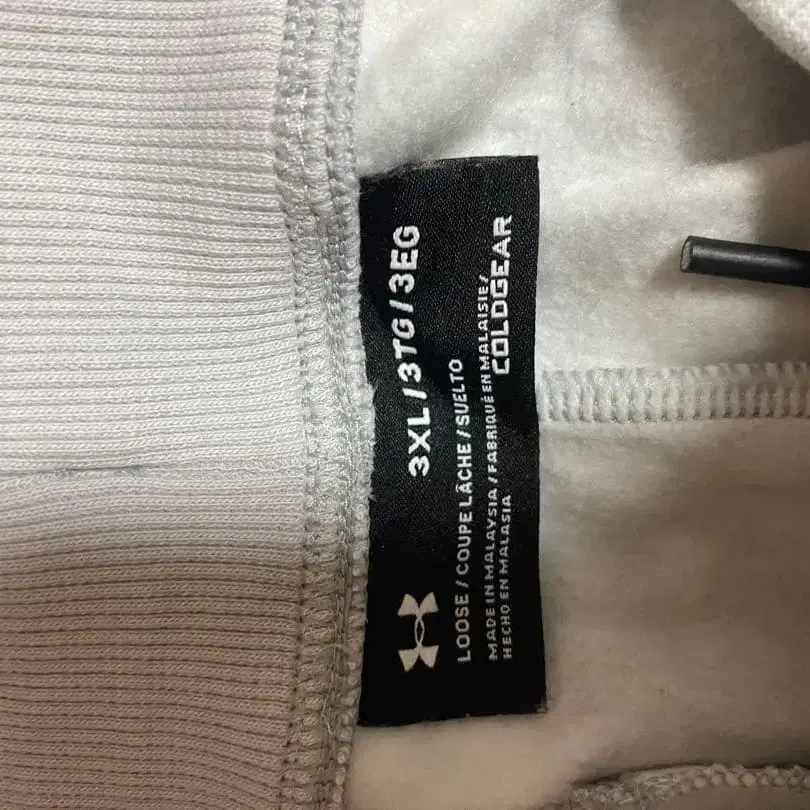 3XL/3TG/3EG
LOOSE/COUPE LÂCHE/SUELTO
MADE IN MALAYSIA/FABRIQUÉ EN MALAISIE/
HECHO EN MALASIA
COLDGEAR